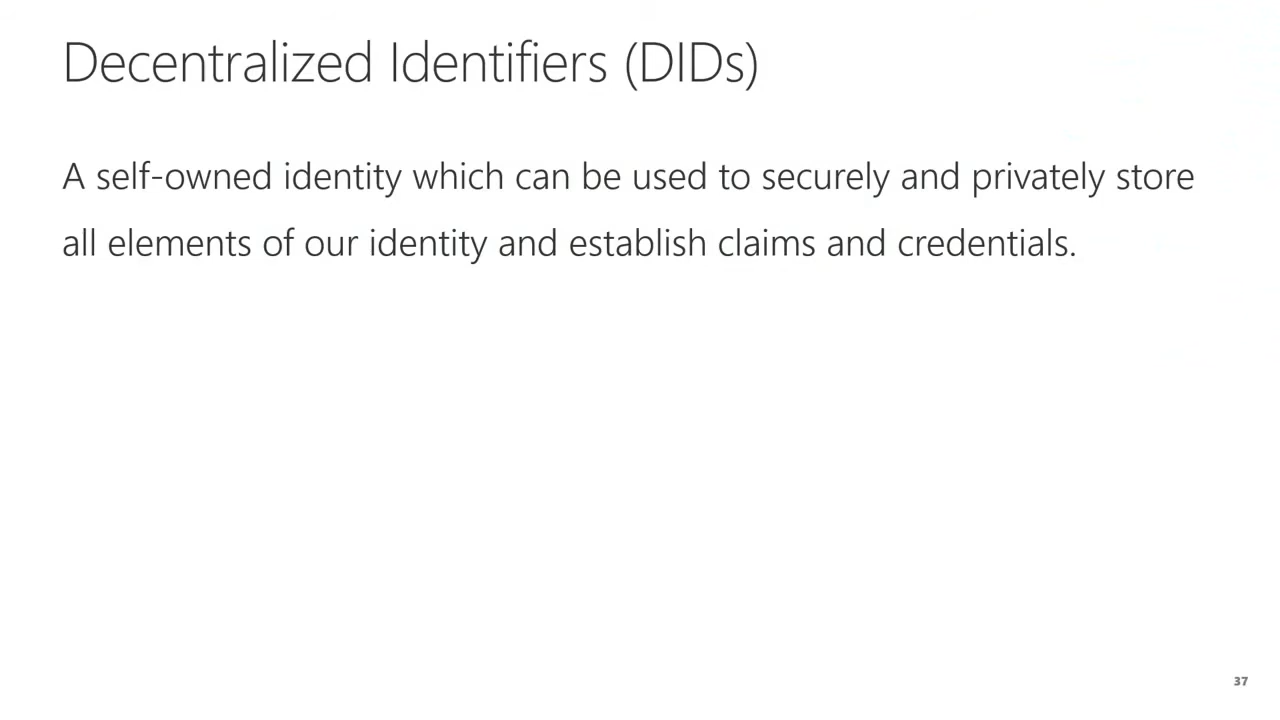 Decentralized Identifiers (DIDs)
A self-owned identity which can be used to securely and privately store
all elements of our identity and establish claims and credentials.
37